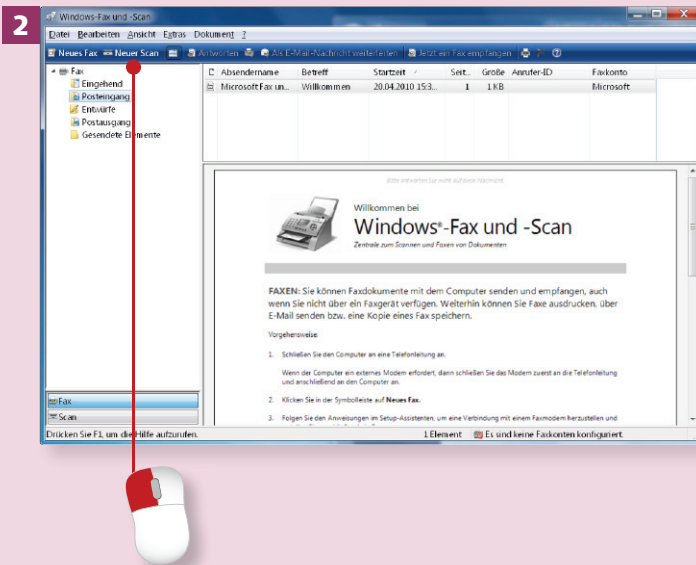 2
Windows-Fax und -Scan
Datei Bearbeiten Ansicht Extras Dokument ?
Neues Fax Neuer Scan Antworten Als E-Mail-Nachricht weiterleiten Jetzt ein Fax empfangen
Fax
Eingehend
Posteingang
Entwürfe
Postausgang
Gesendete Elemente
Absendername Betreff Startzeit Seit... Größe Anrufer-ID Faxkonto
Microsoft Fax un... Willkommen 20.04.2010 15:3... 1 1 KB Microsoft
Bitte antworten Sie nicht auf diese Nachricht
Willkommen bei
Windows®-Fax und -Scan
Zentrale zum Scannen und Faxen von Dokumenten
FAXEN: Sie können Faxdokumente mit dem Computer senden und empfangen, auch
wenn Sie nicht über ein Faxgerät verfügen. Weiterhin können Sie Faxe ausdrucken, über
E-Mail senden bzw. eine Kopie eines Fax speichern.
Vorgehensweise:
1. Schließen Sie den Computer an eine Telefonleitung an.
Wenn der Computer ein externes Modem erfordert, dann schließen Sie das Modem zuerst an die Telefonleitung
und anschließend an den Computer an.
2. Klicken Sie in der Symbolleiste auf Neues Fax.
3. Folgen Sie den Anweisungen im Setup-Assistenten, um eine Verbindung mit einem Faxmodem herzustellen und
Fax
Scan
Drücken Sie F1, um die Hilfe aufzurufen.
1 Element Es sind keine Faxkonten konfiguriert.